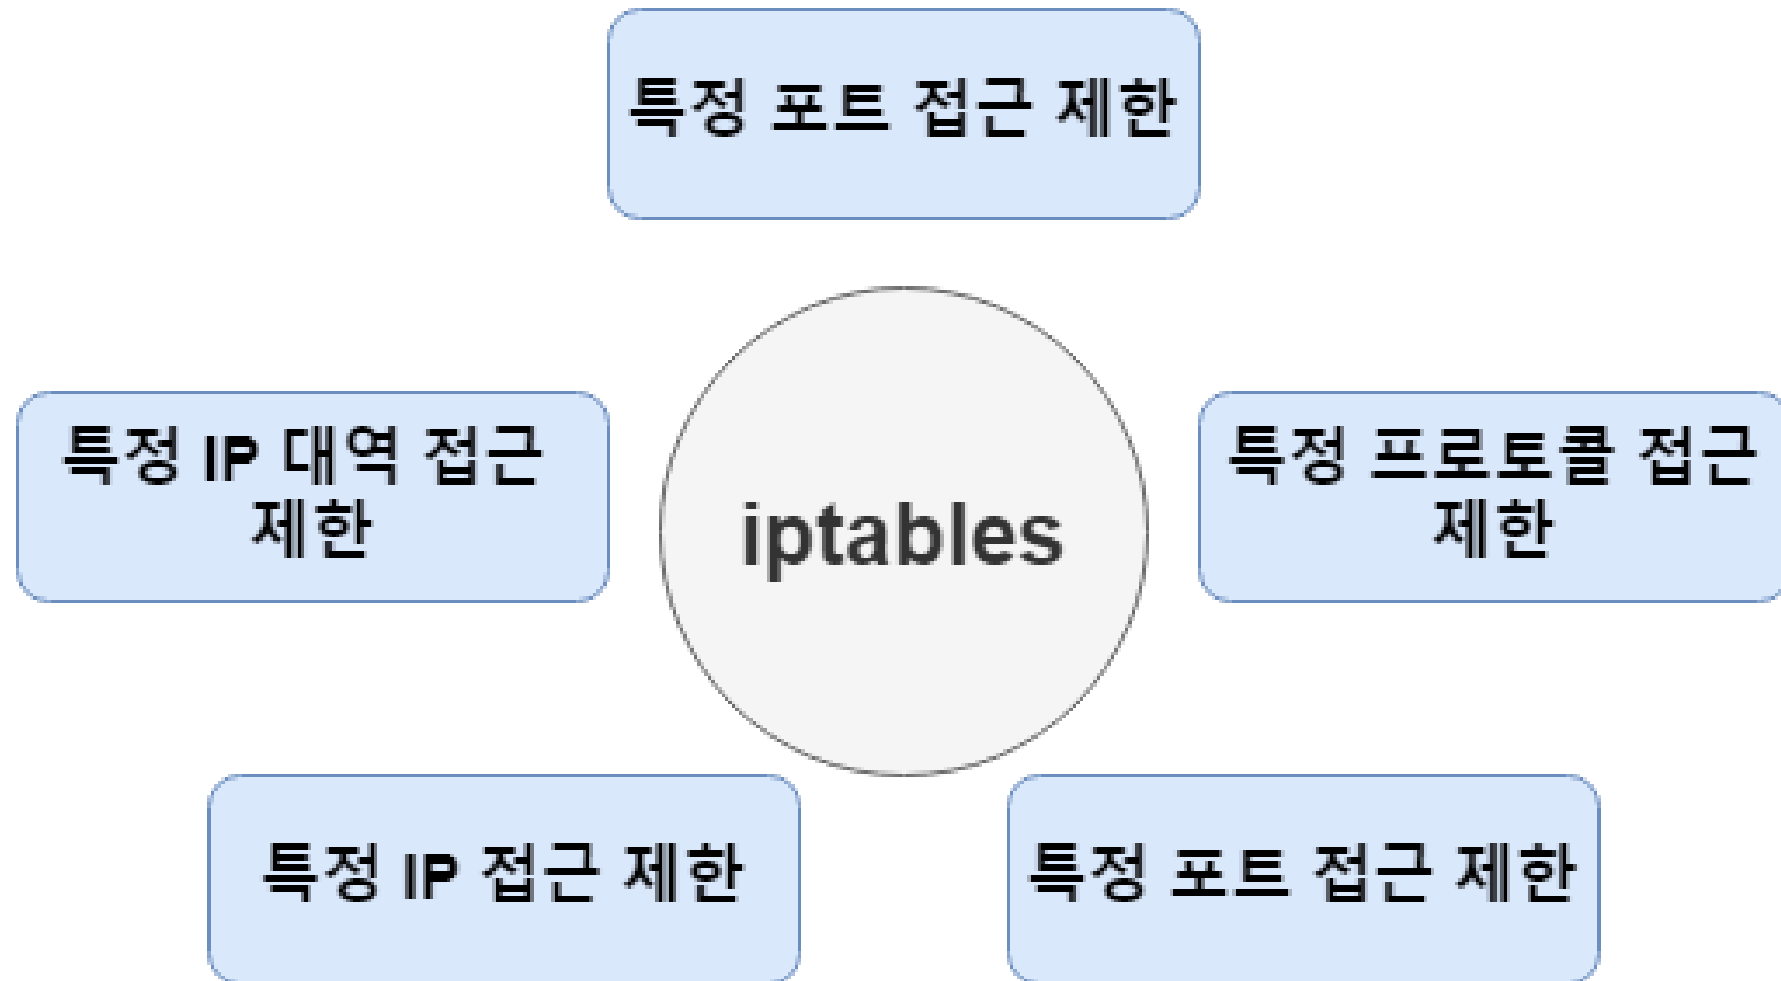 특정 포트 접근 제한
특정 IP 대역 접근
제한
iptables
특정 프로토콜 접근
제한
특정 IP 접근 제한
특정 포트 접근 제한